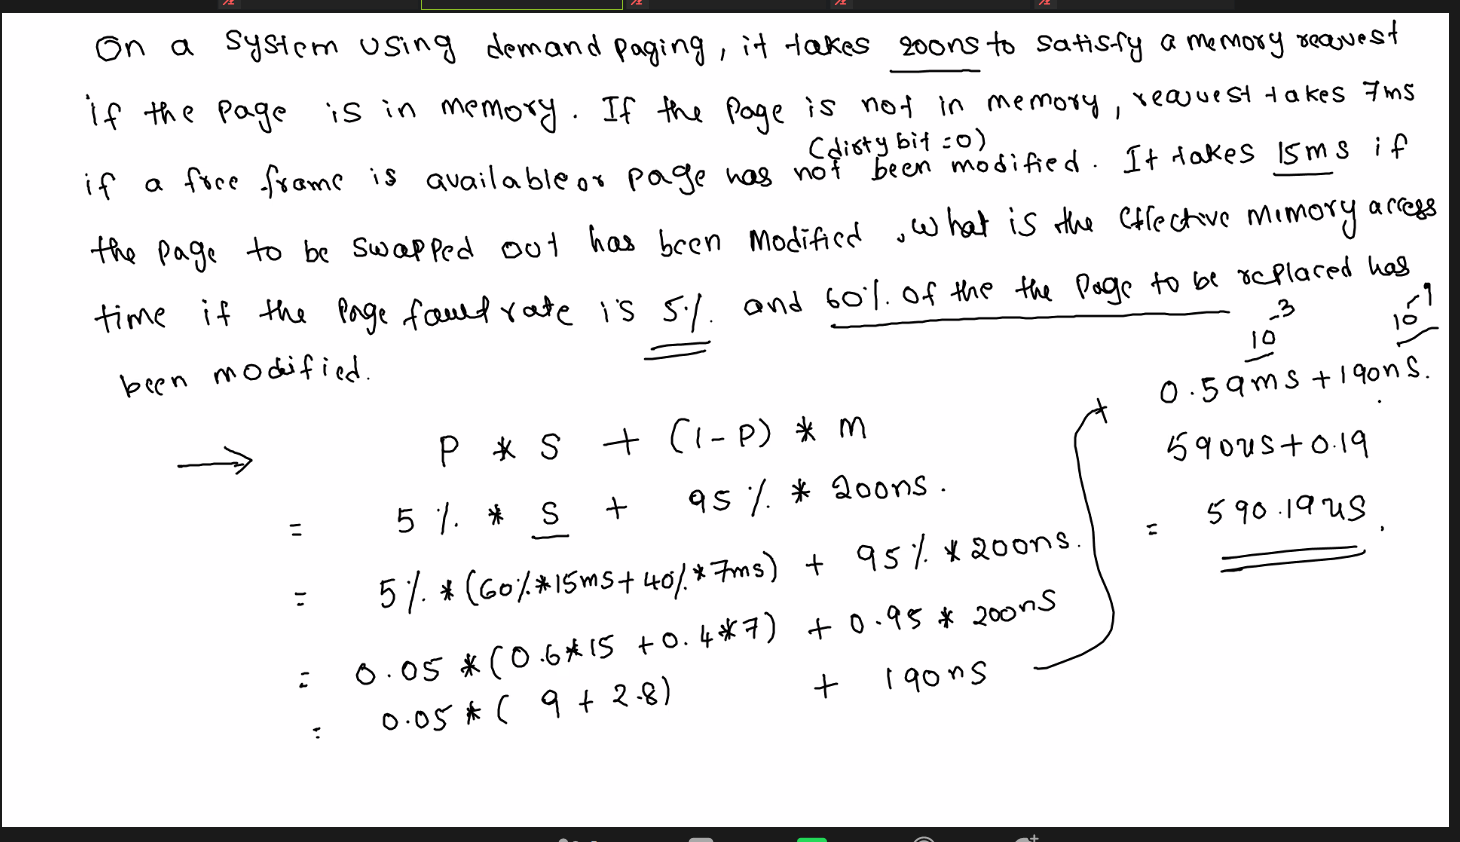 On a system using demand paging, it takes 200ns to satisfy a memory request
if the page is in memory. If the page is not in memory, request takes 7ms
(dirty bit = 0)
if a free frame is available or page has not been modified. It takes 15ms if
the page to be swapped out has been Modified, what is the effective memory access
time if the page fault rate is 5% and 60% of the the page to be replaced has
been modified.
10^-3 10^-9
0.59ms + 190ns.
590us + 0.19
= 590.19us.
P * S + (1-P) * m
= 5% * S + 95% * 200ns.
= 5% * (60% * 15ms + 40% * 7ms) + 95% * 200ns.
= 0.05 * (0.6*15 + 0.4*7) + 0.95 * 200ns
= 0.05 * ( 9 + 2.8) + 190ns